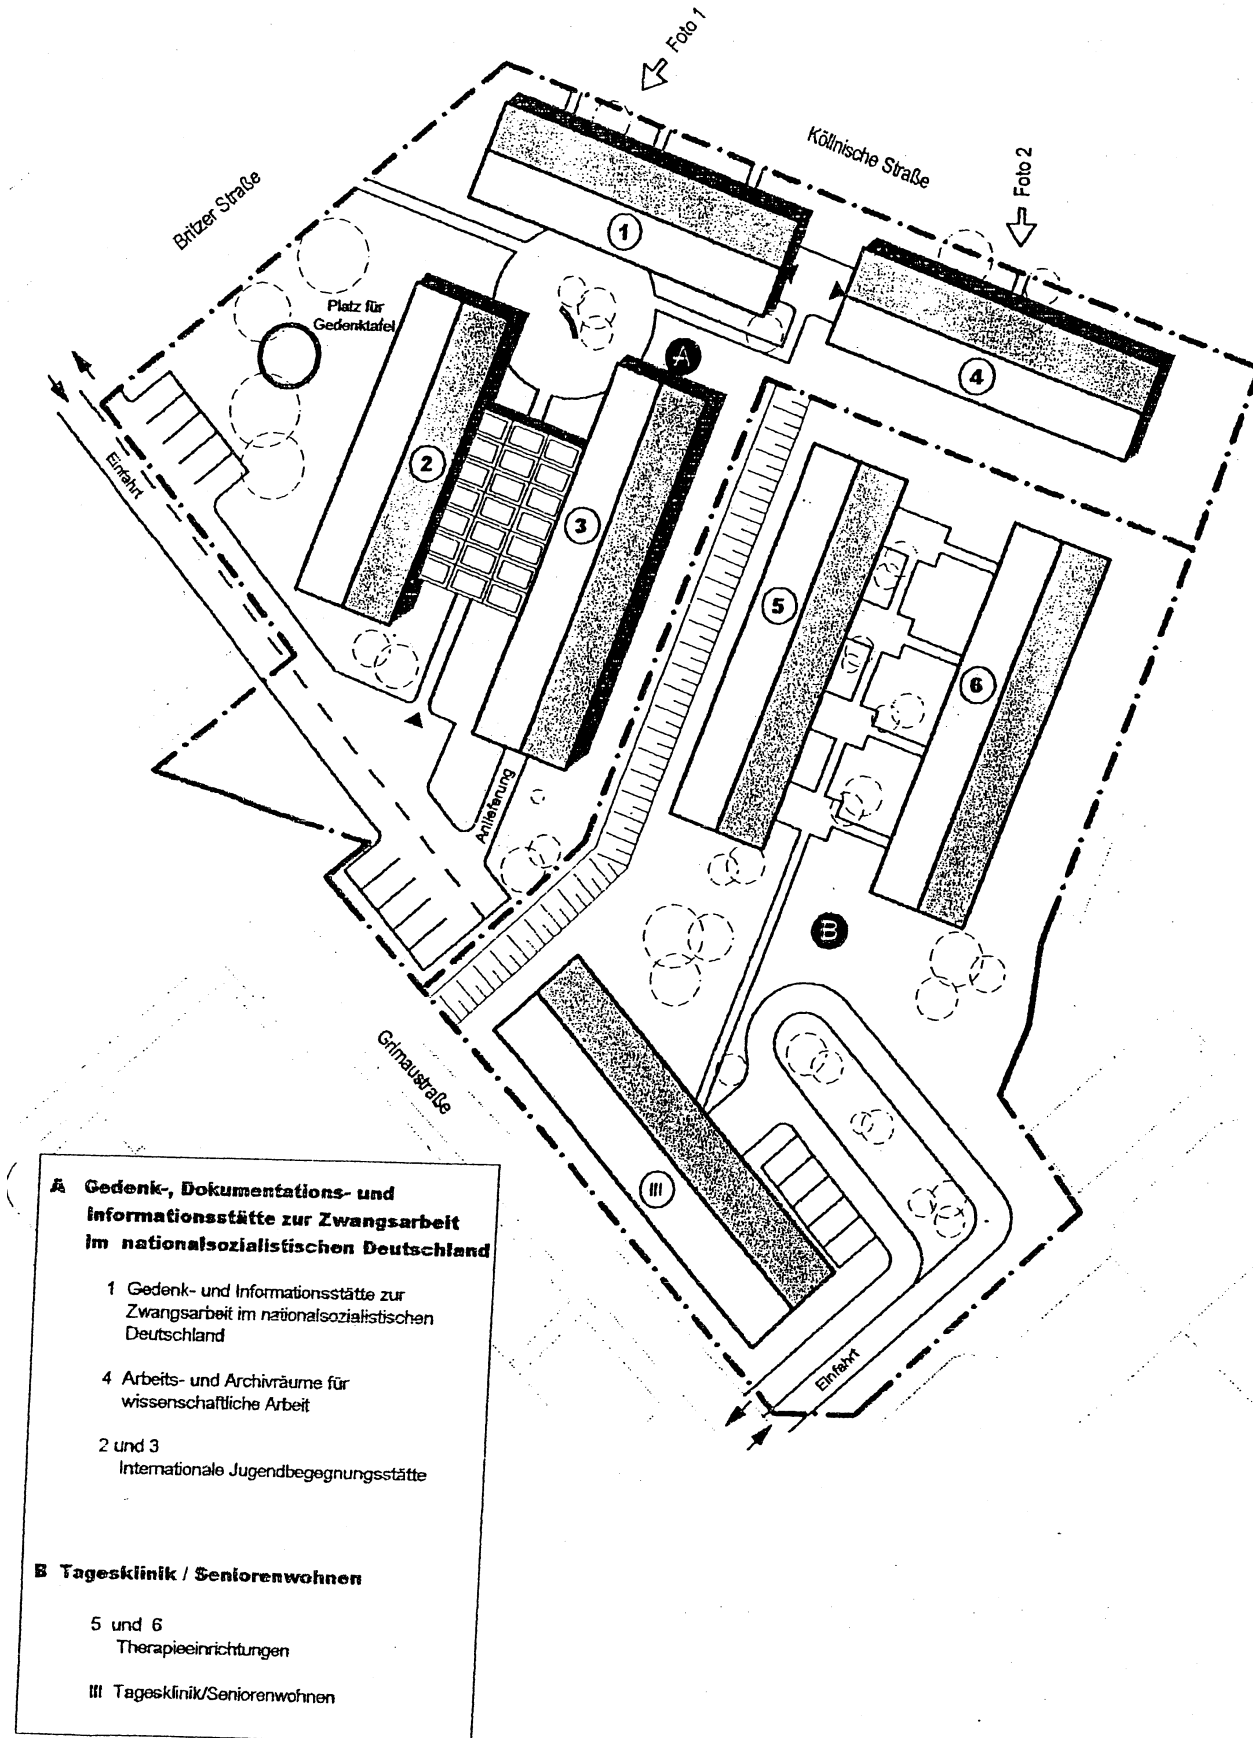 Foto 1
Köllnische Straße
Foto 2
Britzer Straße
1
Platz für
Gedenktafel
A
4
2
Einfahrt
3
5
6
Anlieferung
B
Grimaustraße
III
Einfahrt
A Gedenk-, Dokumentations- und
Informationsstätte zur Zwangsarbeit
im nationalsozialistischen Deutschland
1 Gedenk- und Informationsstätte zur
Zwangsarbeit im nationalsozialistischen
Deutschland
4 Arbeits- und Archivräume für
wissenschaftliche Arbeit
2 und 3
Internationale Jugendbegegnungsstätte
B Tagesklinik / Seniorenwohnen
5 und 6
Therapieeinrichtungen
III Tagesklinik/Seniorenwohnen